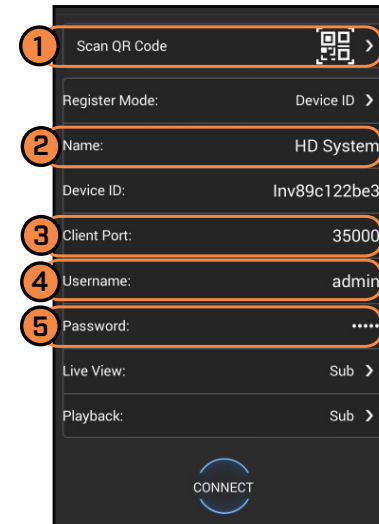 1 Scan QR Code
Register Mode: Device ID
2 Name: HD System
Device ID: lnv89c122be3
3 Client Port: 35000
4 Username: admin
5 Password: •••••
Live View: Sub
Playback: Sub
CONNECT